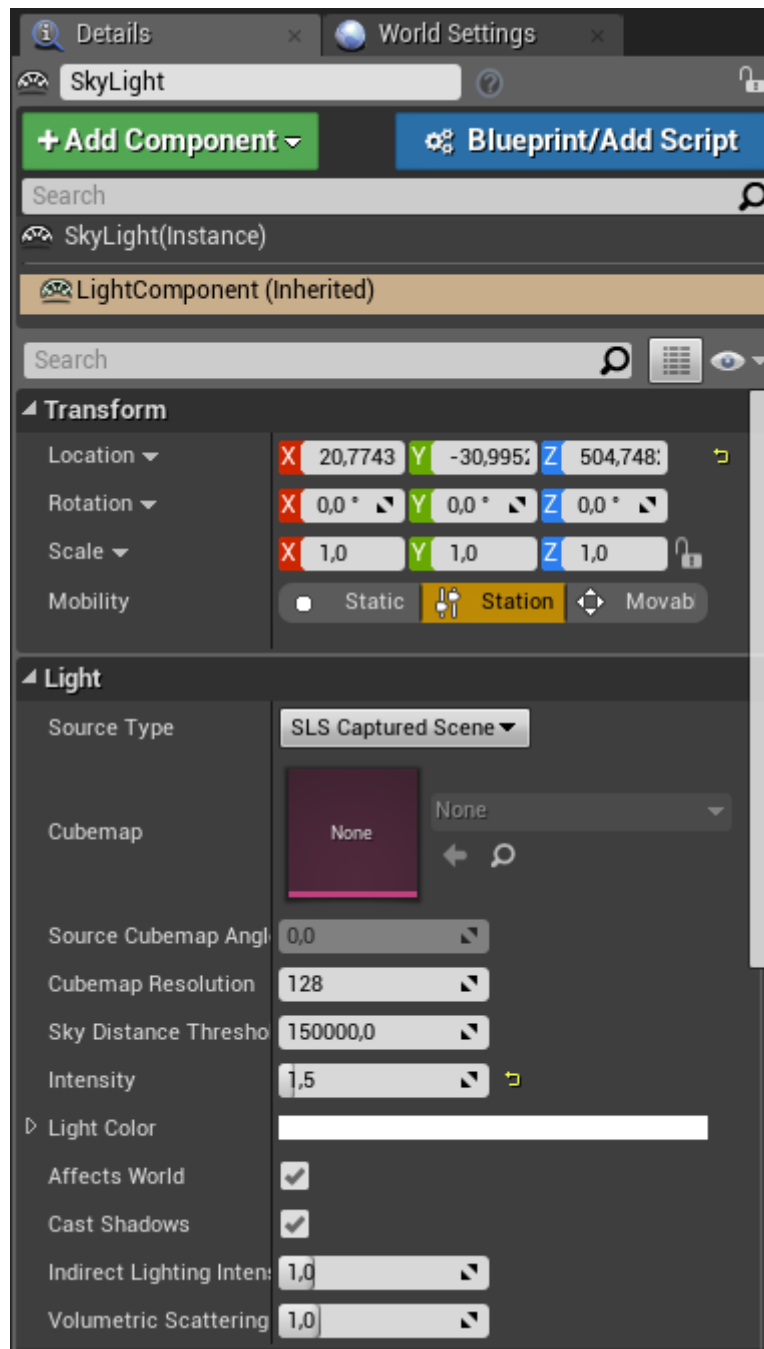 Details World Settings
SkyLight
+ Add Component Blueprint/Add Script
Search
SkyLight(Instance)
LightComponent (Inherited)
Search
Transform
Location X 20,7743 Y -30,9952 Z 504,748
Rotation X 0,0 ° Y 0,0 ° Z 0,0 °
Scale X 1,0 Y 1,0 Z 1,0
Mobility Static Station Movab
Light
Source Type SLS Captured Scene
Cubemap None None
Source Cubemap Angl 0,0
Cubemap Resolution 128
Sky Distance Thresho 150000,0
Intensity 1,5
Light Color
Affects World
Cast Shadows
Indirect Lighting Intens 1,0
Volumetric Scattering 1,0